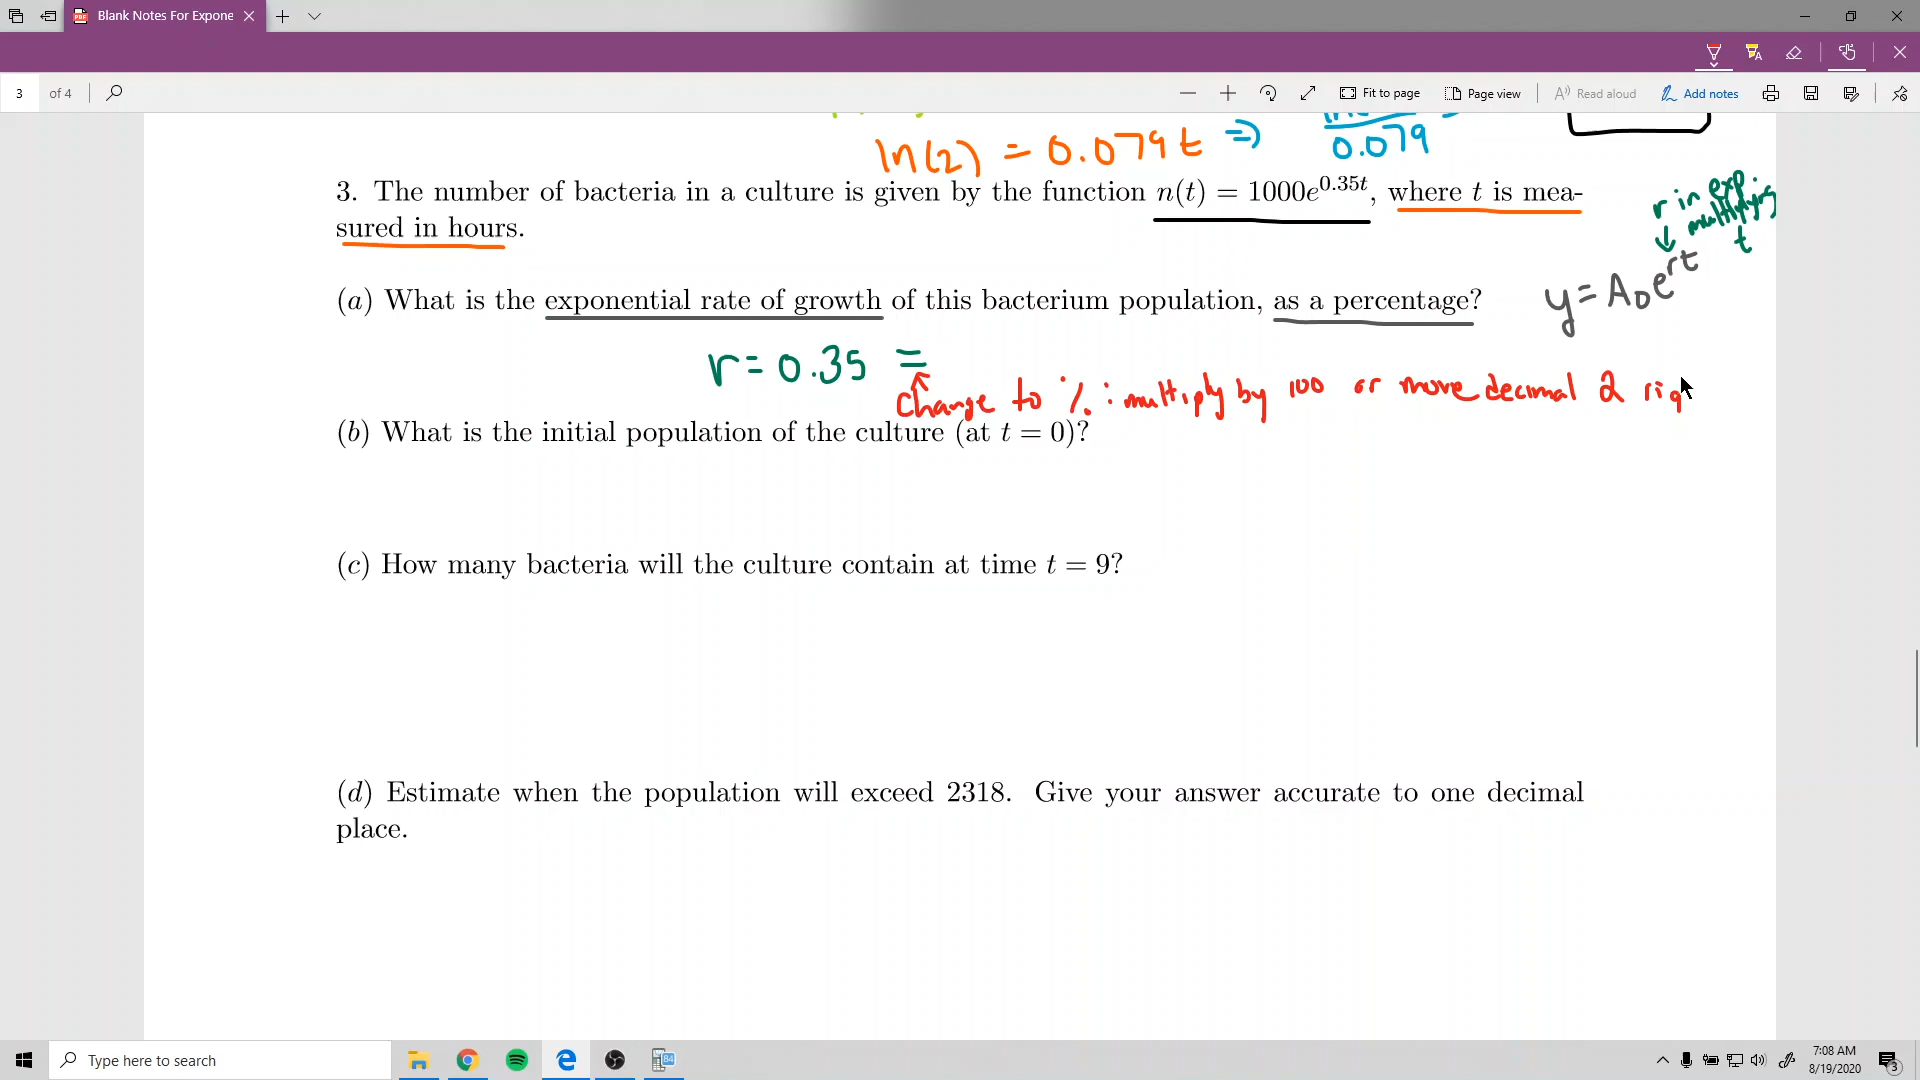 Blank Notes For Expone
3 of 4
Fit to page
Page view
Read aloud
Add notes
ln(2) = 0.079t ⇒
0.079
3. The number of bacteria in a culture is given by the function n(t) = 1000e^{0.35t}, where t is mea-
sured in hours.
r in exp.
multiplying
t
(a) What is the exponential rate of growth of this bacterium population, as a percentage?
y = A₀e^{rt}
r = 0.35 =
Change to %: multiply by 100 or move decimal 2 rig
(b) What is the initial population of the culture (at t = 0)?
(c) How many bacteria will the culture contain at time t = 9?
(d) Estimate when the population will exceed 2318. Give your answer accurate to one decimal
place.
Type here to search
84
7:08 AM
8/19/2020
3